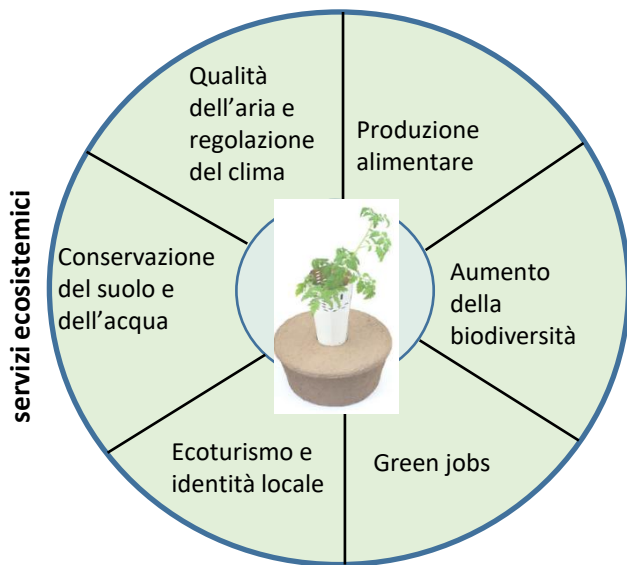 servizi ecosistemici
Qualità
dell’aria e
regolazione
del clima
Produzione
alimentare
Aumento
della
biodiversità
Green jobs
Ecoturismo e
identità locale
Conservazione
del suolo e
dell’acqua